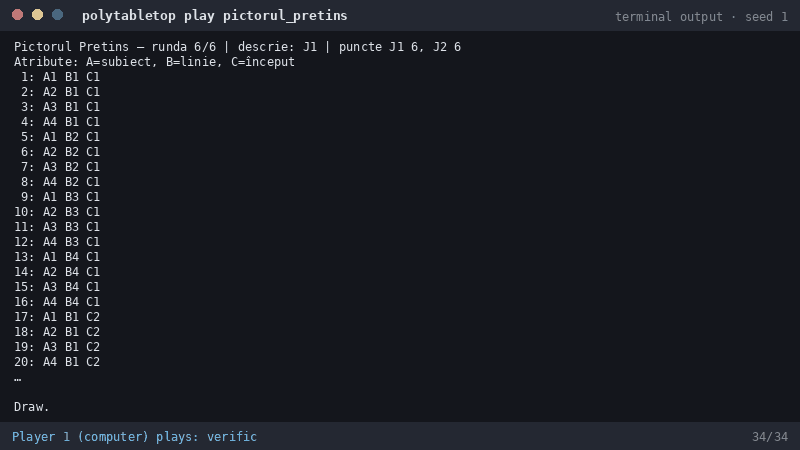 polytabletop play pictorul_pretins
terminal output · seed 1
Pictorul Pretins — runda 6/6 | descrie: J1 | puncte J1 6, J2 6
Atribute: A=subiect, B=linie, C=început
1: A1 B1 C1
2: A2 B1 C1
3: A3 B1 C1
4: A4 B1 C1
5: A1 B2 C1
6: A2 B2 C1
7: A3 B2 C1
8: A4 B2 C1
9: A1 B3 C1
10: A2 B3 C1
11: A3 B3 C1
12: A4 B3 C1
13: A1 B4 C1
14: A2 B4 C1
15: A3 B4 C1
16: A4 B4 C1
17: A1 B1 C2
18: A2 B1 C2
19: A3 B1 C2
20: A4 B1 C2
…
Draw.
Player 1 (computer) plays: verific
34/34